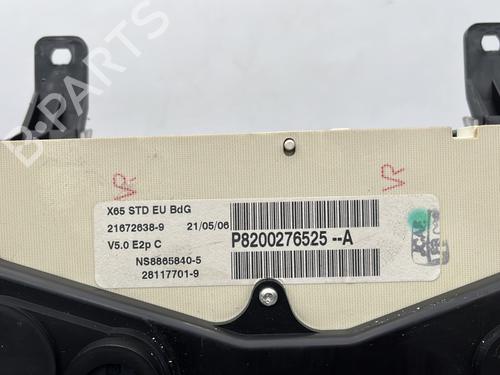 B-PARTS
VR
VR
X65 STD EU BdG
21672638-9 21/05/06
V5.0 E2p C
P8200276525--A
NS8865840-5
28117701-9